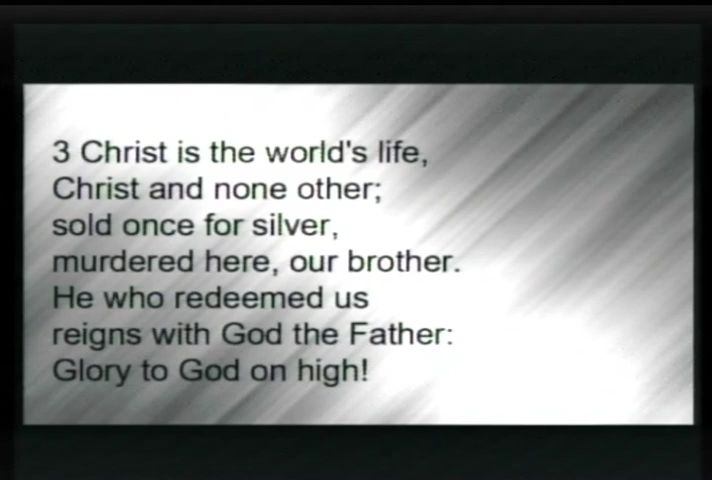 3 Christ is the world's life,
Christ and none other;
sold once for silver,
murdered here, our brother.
He who redeemed us
reigns with God the Father:
Glory to God on high!